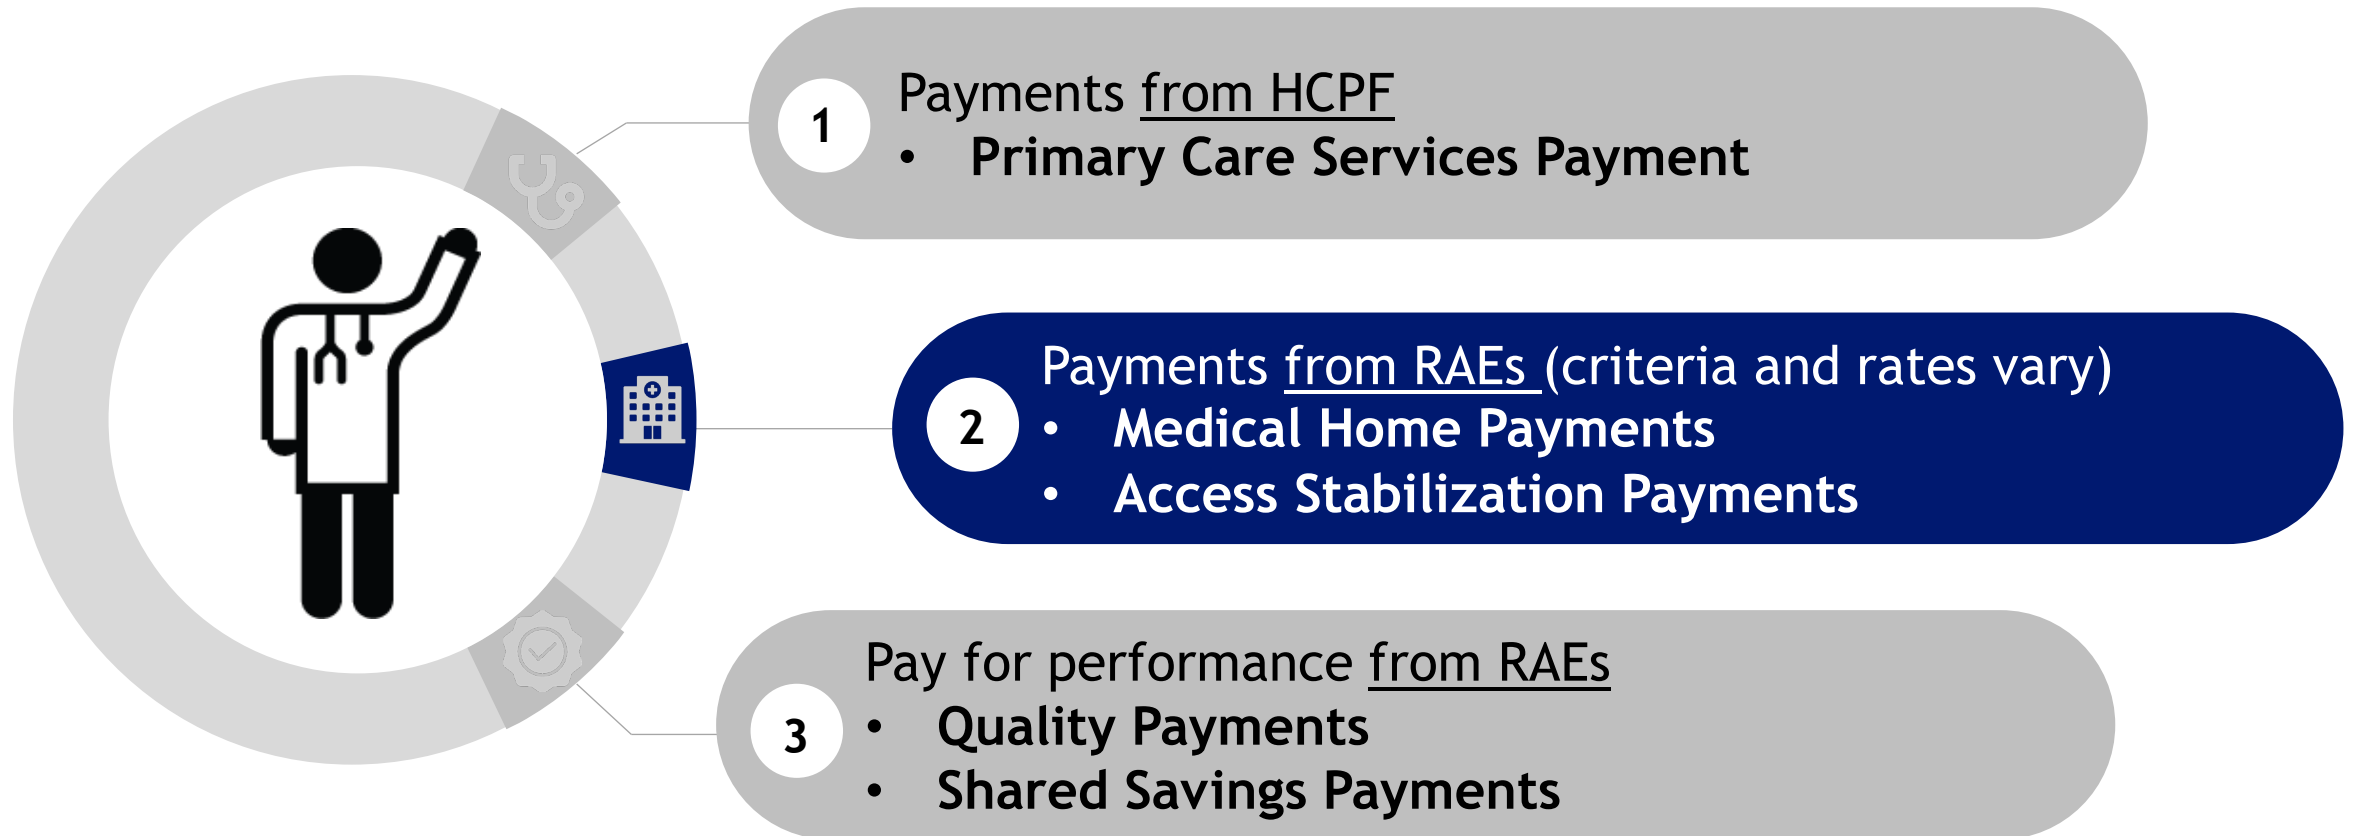 1
Payments from HCPF
• Primary Care Services Payment
2
Payments from RAEs (criteria and rates vary)
• Medical Home Payments
• Access Stabilization Payments
3
Pay for performance from RAEs
• Quality Payments
• Shared Savings Payments